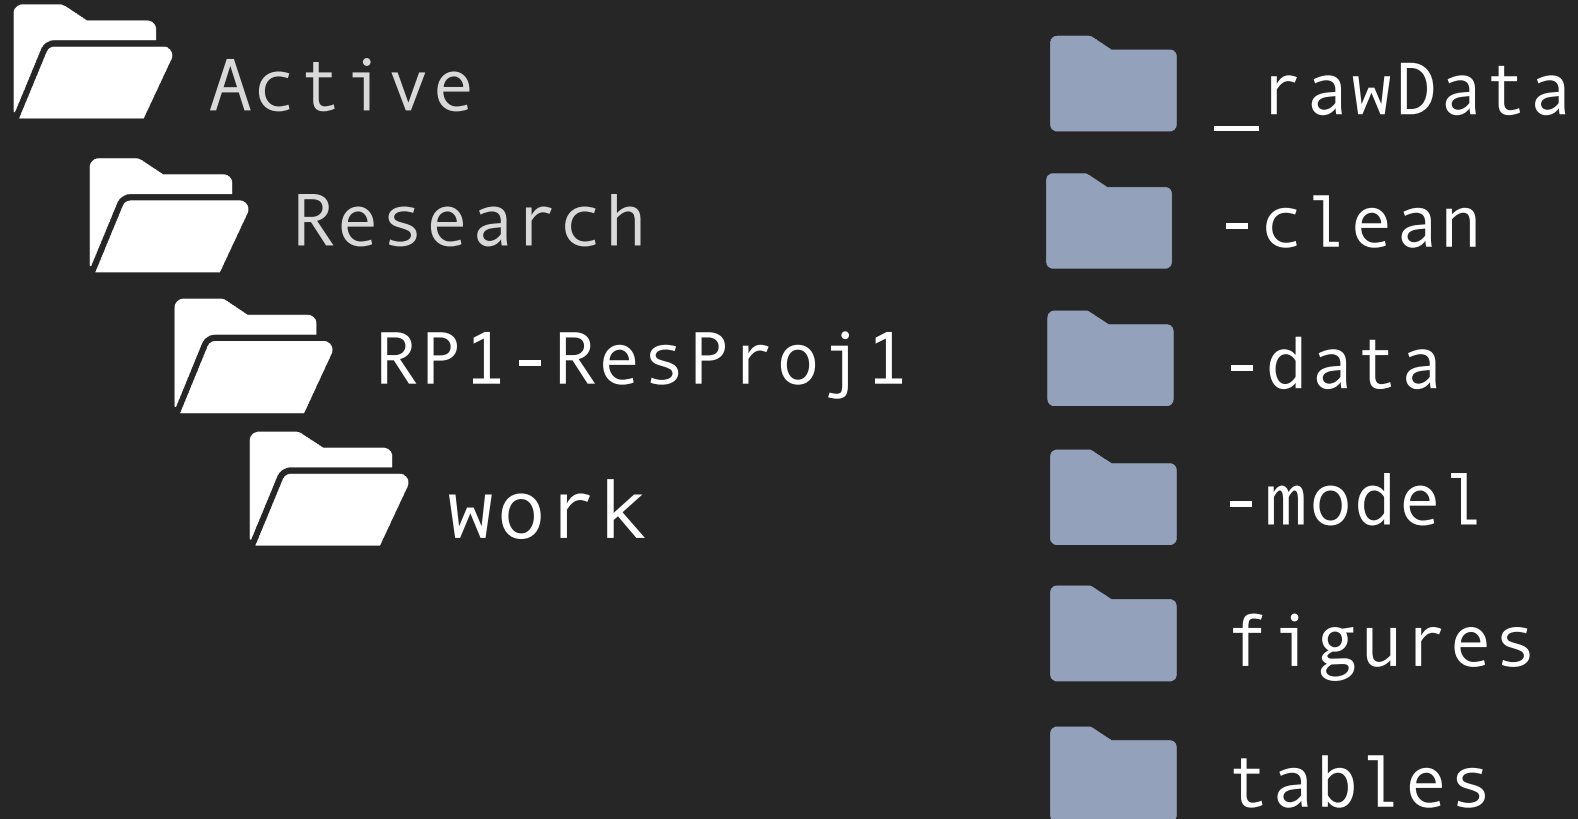 Active
Research
RP1-ResProj1
work
_rawData
-clean
-data
-model
figures
tables